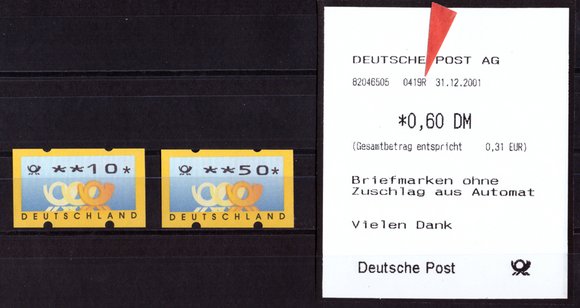 **10*
DEUTSCHLAND
**50*
DEUTSCHLAND
DEUTSCHE POST AG
82046505 0419R 31.12.2001
*0,60 DM
(Gesamtbetrag entspricht 0,31 EUR)
Briefmarken ohne
Zuschlag aus Automat
Vielen Dank
Deutsche Post